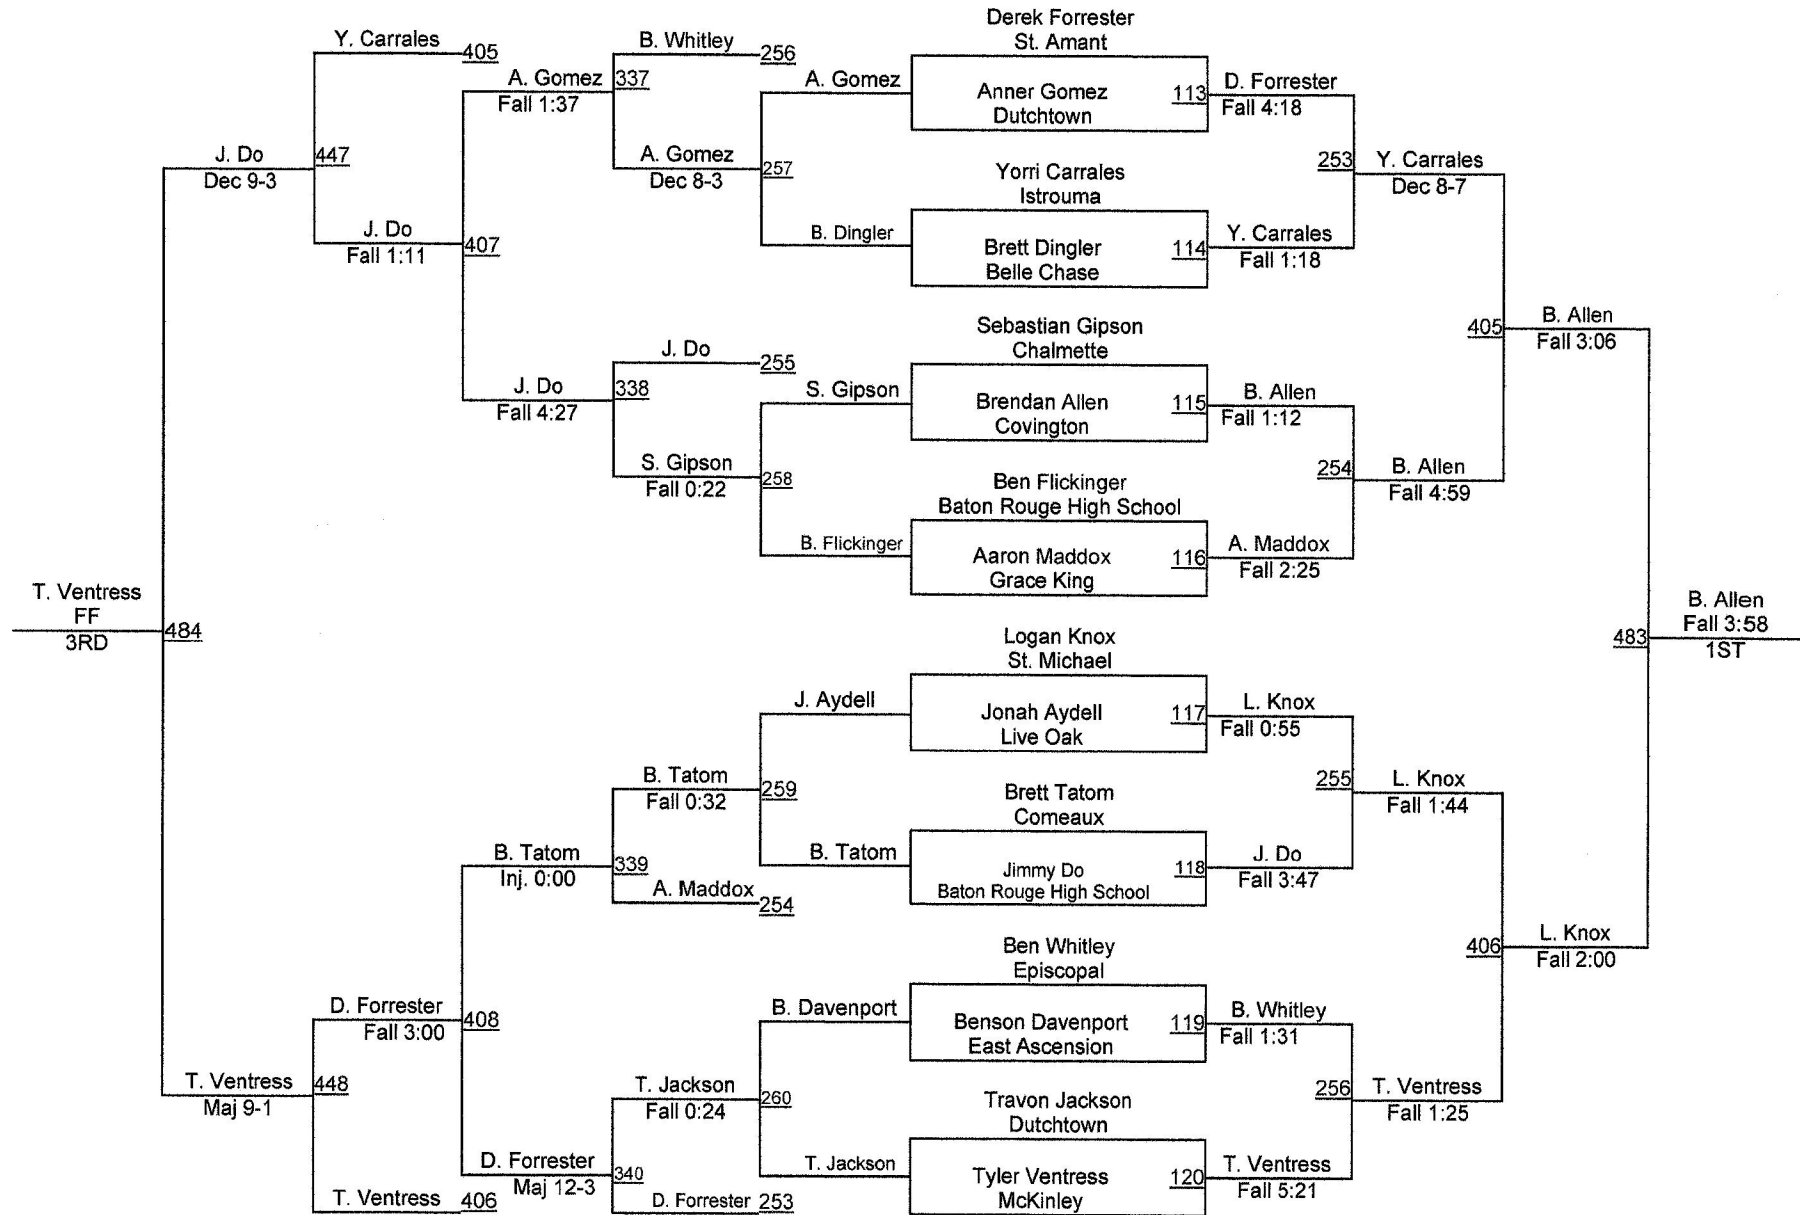 Derek Forrester
St. Amant
Y. Carrales
405
B. Whitley
256
A. Gomez
337
Fall 1:37
A. Gomez
Anner Gomez
Dutchtown
113
D. Forrester
Fall 4:18
J. Do
447
Dec 9-3
A. Gomez
257
Dec 8-3
Yorri Carrales
Istrouma
253
Y. Carrales
Dec 8-7
J. Do
407
Fall 1:11
B. Dingler
Brett Dingler
Belle Chase
114
Y. Carrales
Fall 1:18
Sebastian Gipson
Chalmette
405
B. Allen
Fall 3:06
J. Do
255
J. Do
338
Fall 4:27
S. Gipson
Brendan Allen
Covington
115
B. Allen
Fall 1:12
S. Gipson
258
Fall 0:22
Ben Flickinger
Baton Rouge High School
254
B. Allen
Fall 4:59
B. Flickinger
Aaron Maddox
Grace King
116
A. Maddox
Fall 2:25
T. Ventress
FF
3RD
484
Logan Knox
St. Michael
483
B. Allen
Fall 3:58
1ST
J. Aydell
Jonah Aydell
Live Oak
117
L. Knox
Fall 0:55
B. Tatom
259
Fall 0:32
Brett Tatom
Comeaux
255
L. Knox
Fall 1:44
B. Tatom
339
Inj. 0:00
B. Tatom
Jimmy Do
Baton Rouge High School
118
J. Do
Fall 3:47
A. Maddox
254
Ben Whitley
Episcopal
406
L. Knox
Fall 2:00
D. Forrester
408
Fall 3:00
B. Davenport
Benson Davenport
East Ascension
119
B. Whitley
Fall 1:31
T. Ventress
448
Maj 9-1
T. Jackson
260
Fall 0:24
Travon Jackson
Dutchtown
256
T. Ventress
Fall 1:25
D. Forrester
340
Maj 12-3
T. Jackson
Tyler Ventress
McKinley
120
T. Ventress
Fall 5:21
T. Ventress
406
D. Forrester
253